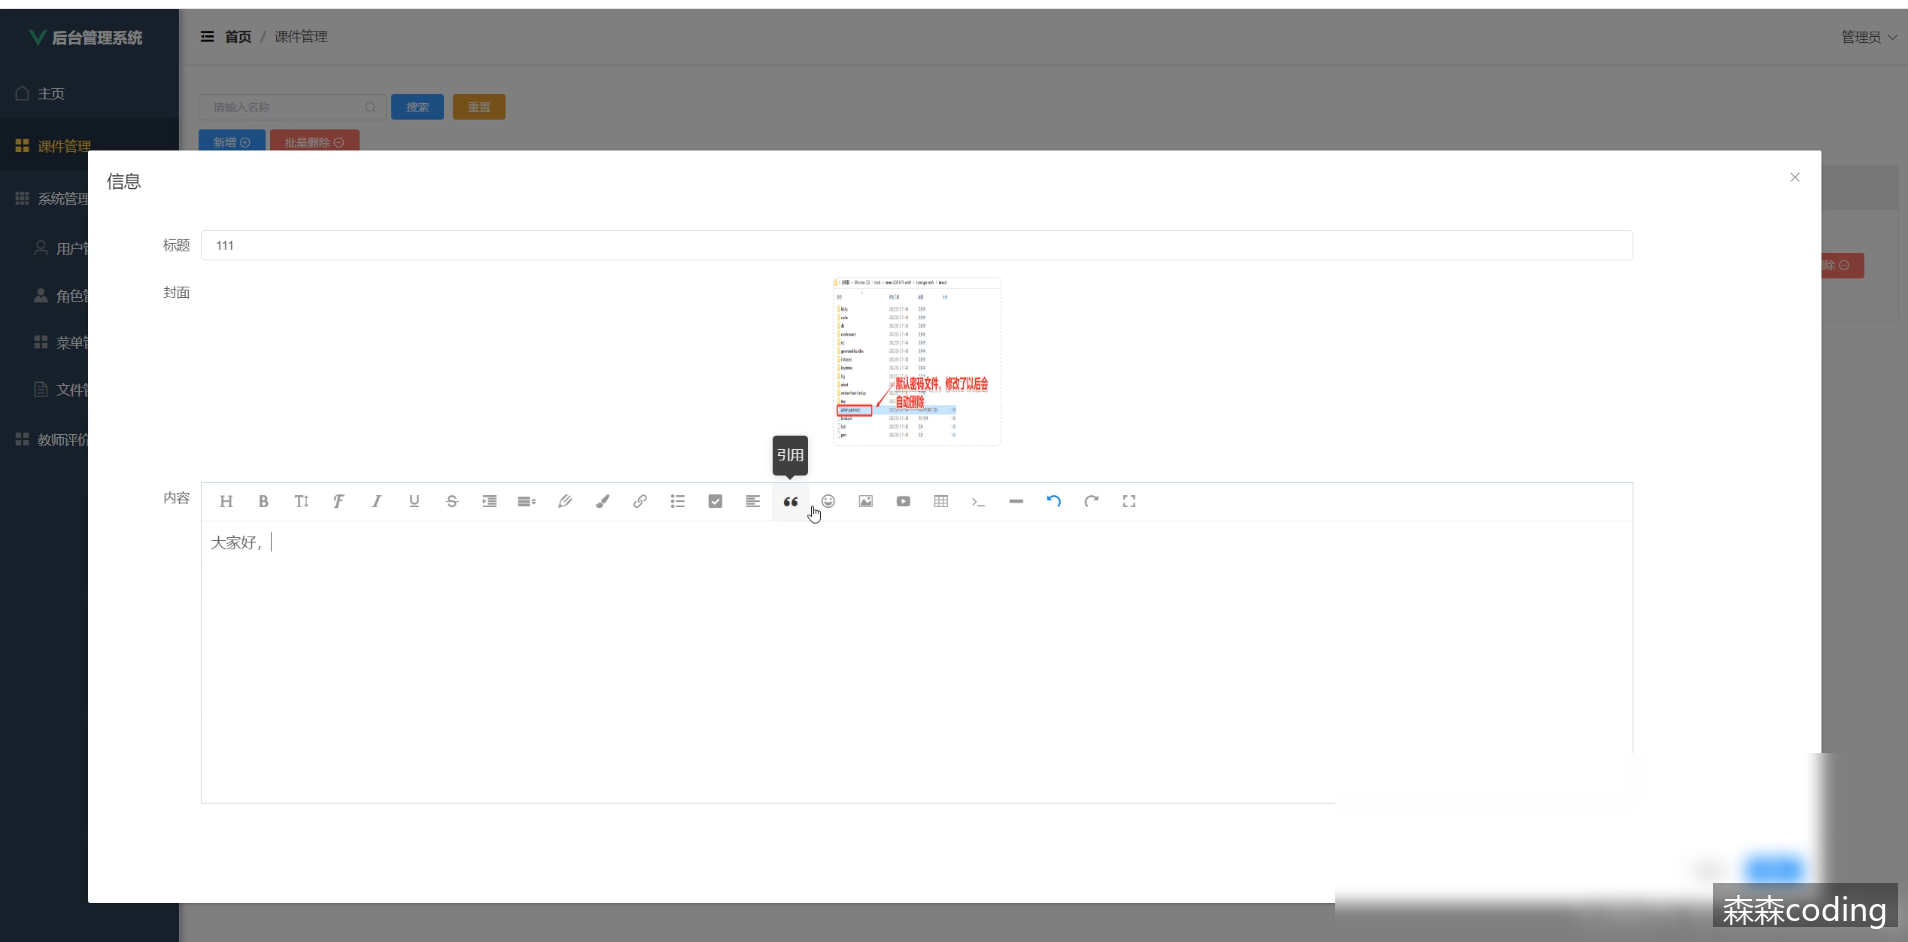 后台管理系统
首页 / 课件管理
管理员
主页
请输入名称
搜索
重置
课件管理
新增
批量删除
系统管理
信息
标题
111
用户管
除
封面
角色管
菜单管
默认密码文件，修改了以后会
自动删除
文件管
教师评价
引用
内容
大家好，
森森coding